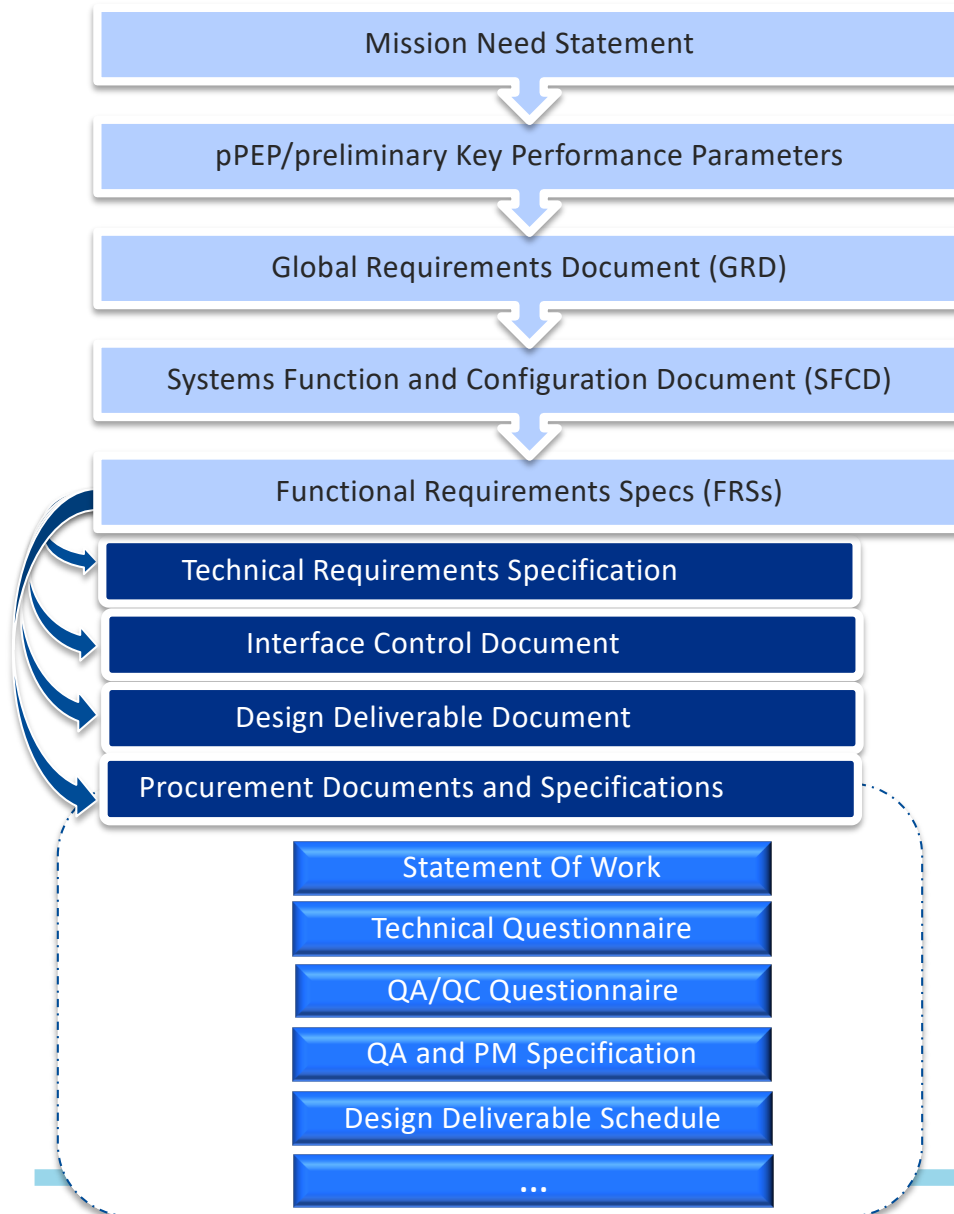 Mission Need Statement
pPEP/preliminary Key Performance Parameters
Global Requirements Document (GRD)
Systems Function and Configuration Document (SFCD)
Functional Requirements Specs (FRSs)
Technical Requirements Specification
Interface Control Document
Design Deliverable Document
Procurement Documents and Specifications
Statement Of Work
Technical Questionnaire
QA/QC Questionnaire
QA and PM Specification
Design Deliverable Schedule
...